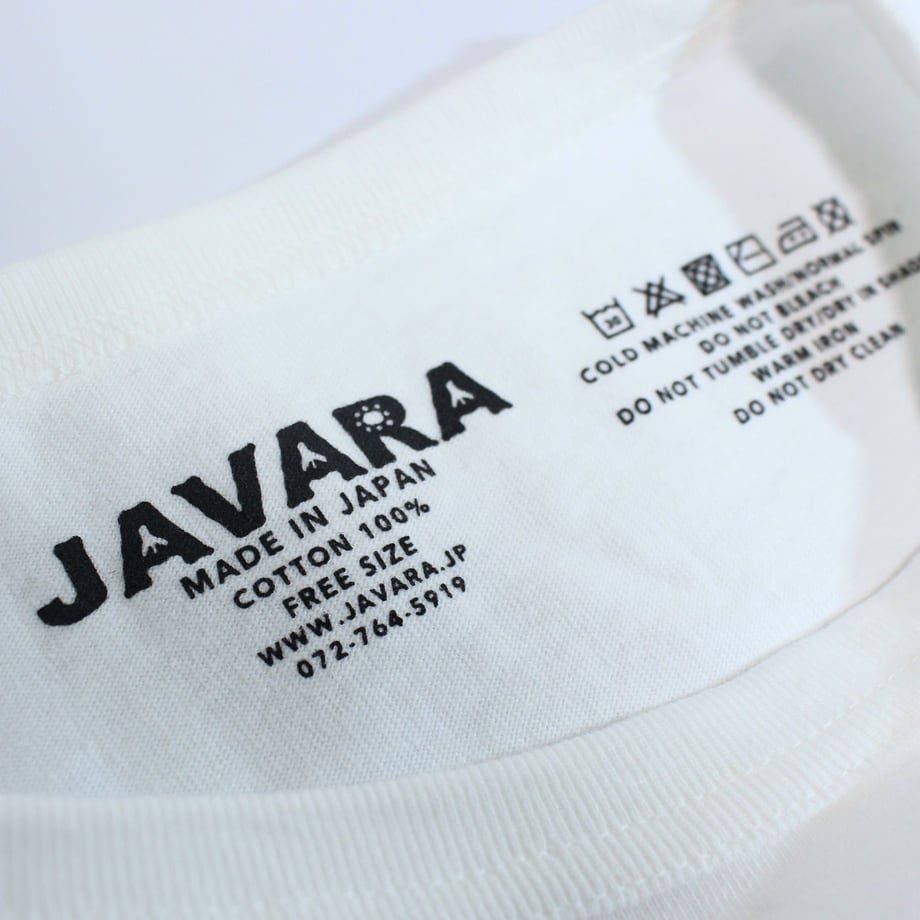 JAVARA
MADE IN JAPAN
COTTON 100%
FREE SIZE
WWW.JAVARA.JP
072-764-5919
30
COLD MACHINE WASH/NORMAL SPIN
DO NOT BLEACH
DO NOT TUMBLE DRY/DRY IN SHADE
WARM IRON
DO NOT DRY CLEAN